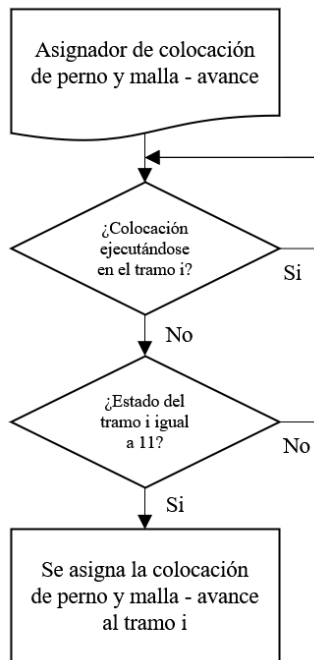 Asignador de colocación
de perno y malla - avance
¿Colocación
ejecutándose
en el tramo i?
Si
No
¿Estado del
tramo i igual
a 11?
No
Si
Se asigna la colocación
de perno y malla - avance
al tramo i